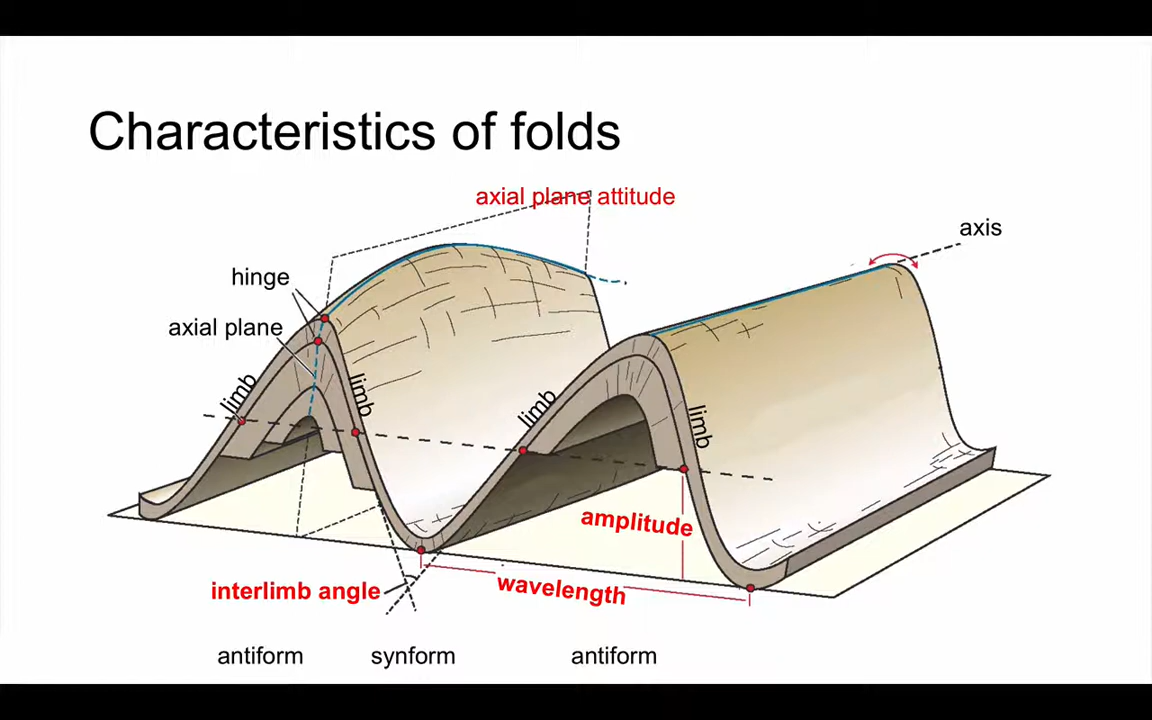 Characteristics of folds
axial plane attitude
axis
hinge
axial plane
limb
limb
limb
limb
amplitude
interlimb angle
wavelength
antiform
synform
antiform